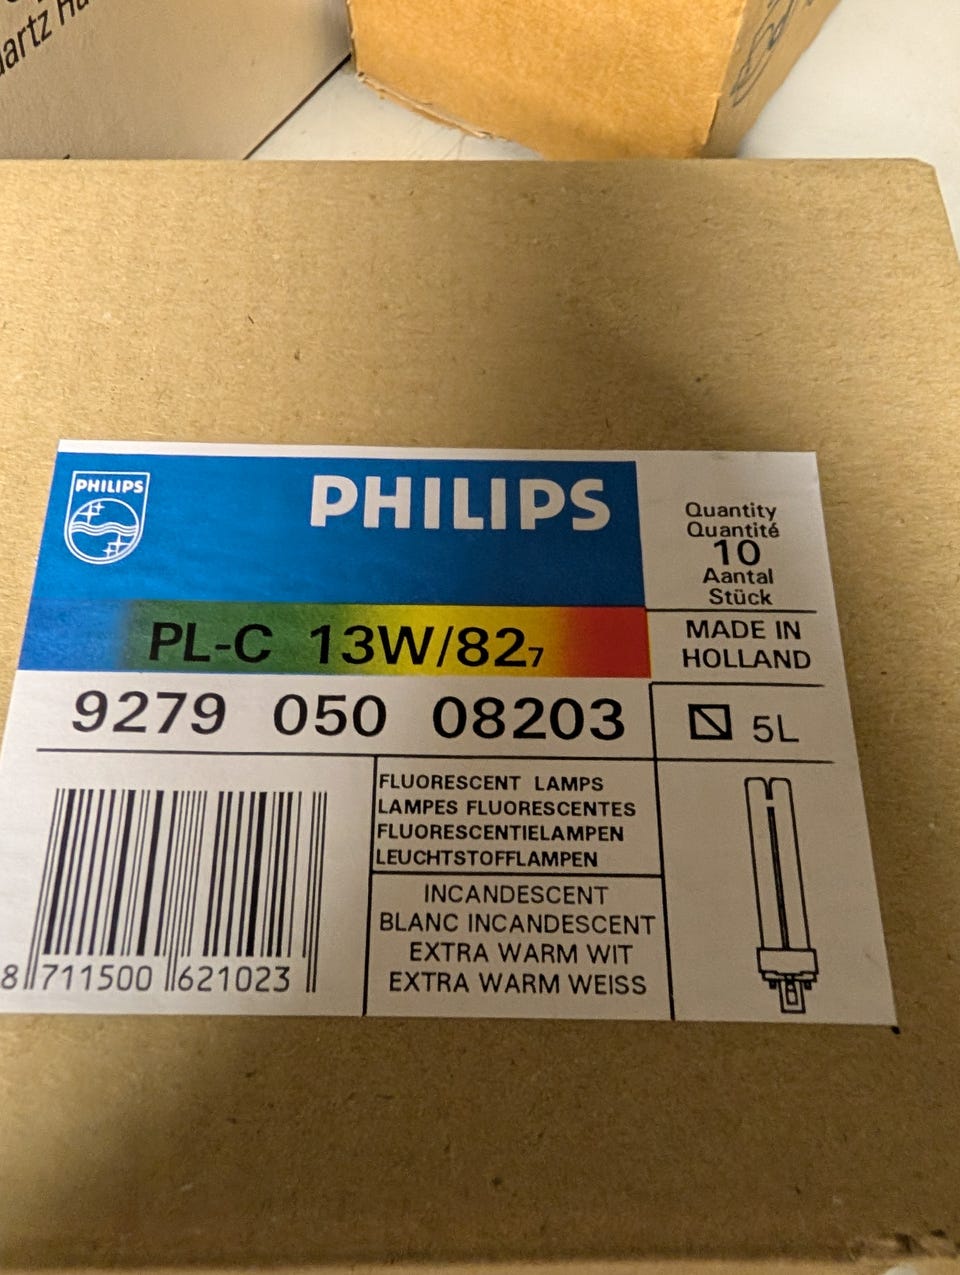 artz
PHILIPS
PHILIPS
PL-C 13W/827
9279 050 08203
Quantity
Quantité
10
Aantal
Stück
MADE IN
HOLLAND
5L
FLUORESCENT LAMPS
LAMPES FLUORESCENTES
FLUORESCENTIELAMPEN
LEUCHTSTOFFLAMPEN
INCANDESCENT
BLANC INCANDESCENT
EXTRA WARM WIT
EXTRA WARM WEISS
8 711500 621023